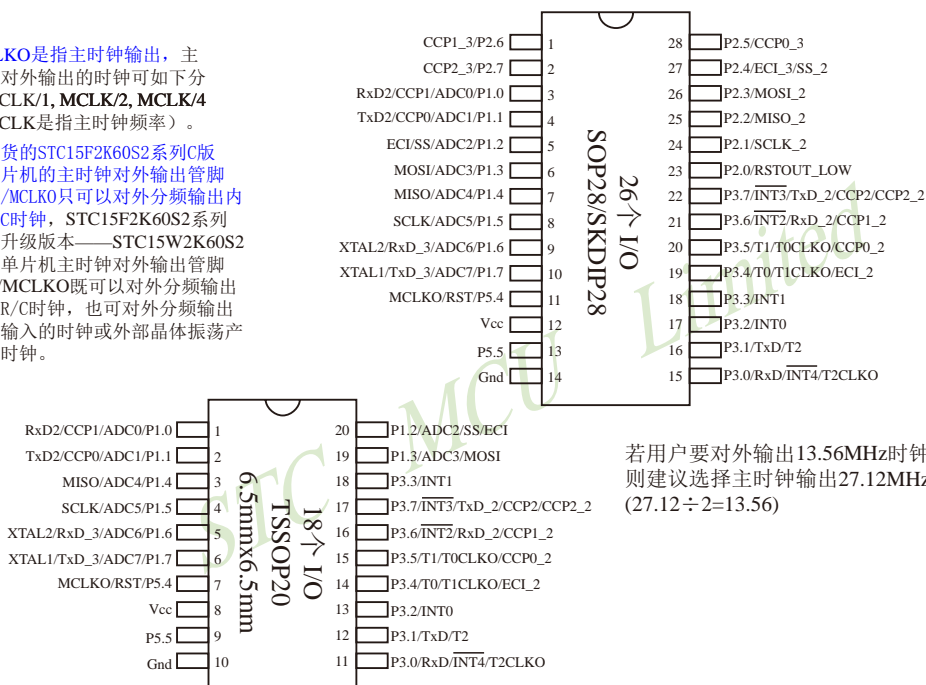 LKO是指主时钟输出，主
对外输出的时钟可如下分
CLK/1, MCLK/2, MCLK/4
CLK是指主时钟频率）。
货的STC15F2K60S2系列C版
片机的主时钟对外输出管脚
/MCLKO只可以对外分频输出内
C时钟，STC15F2K60S2系列
升级版本——STC15W2K60S2
单片机主时钟对外输出管脚
/MCLKO既可以对外分频输出
R/C时钟，也可对外分频输出
输入的时钟或外部晶体振荡产
时钟。
CCP1_3/P2.6 1 28 P2.5/CCP0_3
CCP2_3/P2.7 2 27 P2.4/ECI_3/SS_2
RxD2/CCP1/ADC0/P1.0 3 26 P2.3/MOSI_2
TxD2/CCP0/ADC1/P1.1 4 25 P2.2/MISO_2
ECI/SS/ADC2/P1.2 5 24 P2.1/SCLK_2
MOSI/ADC3/P1.3 6 23 P2.0/RSTOUT_LOW
MISO/ADC4/P1.4 7 22 P3.7/INT3/TxD_2/CCP2/CCP2_2
SCLK/ADC5/P1.5 8 21 P3.6/INT2/RxD_2/CCP1_2
XTAL2/RxD_3/ADC6/P1.6 9 20 P3.5/T1/T0CLKO/CCP0_2
XTAL1/TxD_3/ADC7/P1.7 10 19 P3.4/T0/T1CLKO/ECI_2
MCLKO/RST/P5.4 11 18 P3.3/INT1
Vcc 12 17 P3.2/INT0
P5.5 13 16 P3.1/TxD/T2
Gnd 14 15 P3.0/RxD/INT4/T2CLKO
26个 I/O
SOP28/SKDIP28
RxD2/CCP1/ADC0/P1.0 1 20 P1.2/ADC2/SS/ECI
TxD2/CCP0/ADC1/P1.1 2 19 P1.3/ADC3/MOSI
MISO/ADC4/P1.4 3 18 P3.3/INT1
SCLK/ADC5/P1.5 4 17 P3.7/INT3/TxD_2/CCP2/CCP2_2
XTAL2/RxD_3/ADC6/P1.6 5 16 P3.6/INT2/RxD_2/CCP1_2
XTAL1/TxD_3/ADC7/P1.7 6 15 P3.5/T1/T0CLKO/CCP0_2
MCLKO/RST/P5.4 7 14 P3.4/T0/T1CLKO/ECI_2
Vcc 8 13 P3.2/INT0
P5.5 9 12 P3.1/TxD/T2
Gnd 10 11 P3.0/RxD/INT4/T2CLKO
18个 I/O
TSSOP20
6.5mmx6.5mm
若用户要对外输出13.56MHz时钟
则建议选择主时钟输出27.12MHz
(27.12÷2=13.56)
STC MCU Limited